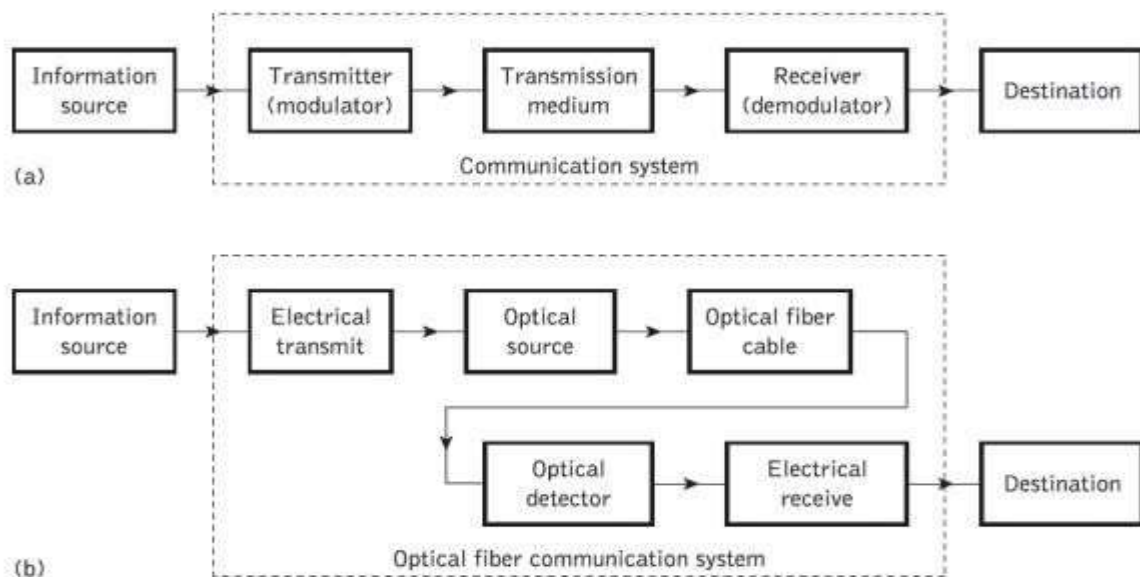 Information
source
Transmitter
(modulator)
Transmission
medium
Receiver
(demodulator)
Destination
Communication system
(a)
Information
source
Electrical
transmit
Optical
source
Optical fiber
cable
Optical
detector
Electrical
receive
Destination
Optical fiber communication system
(b)